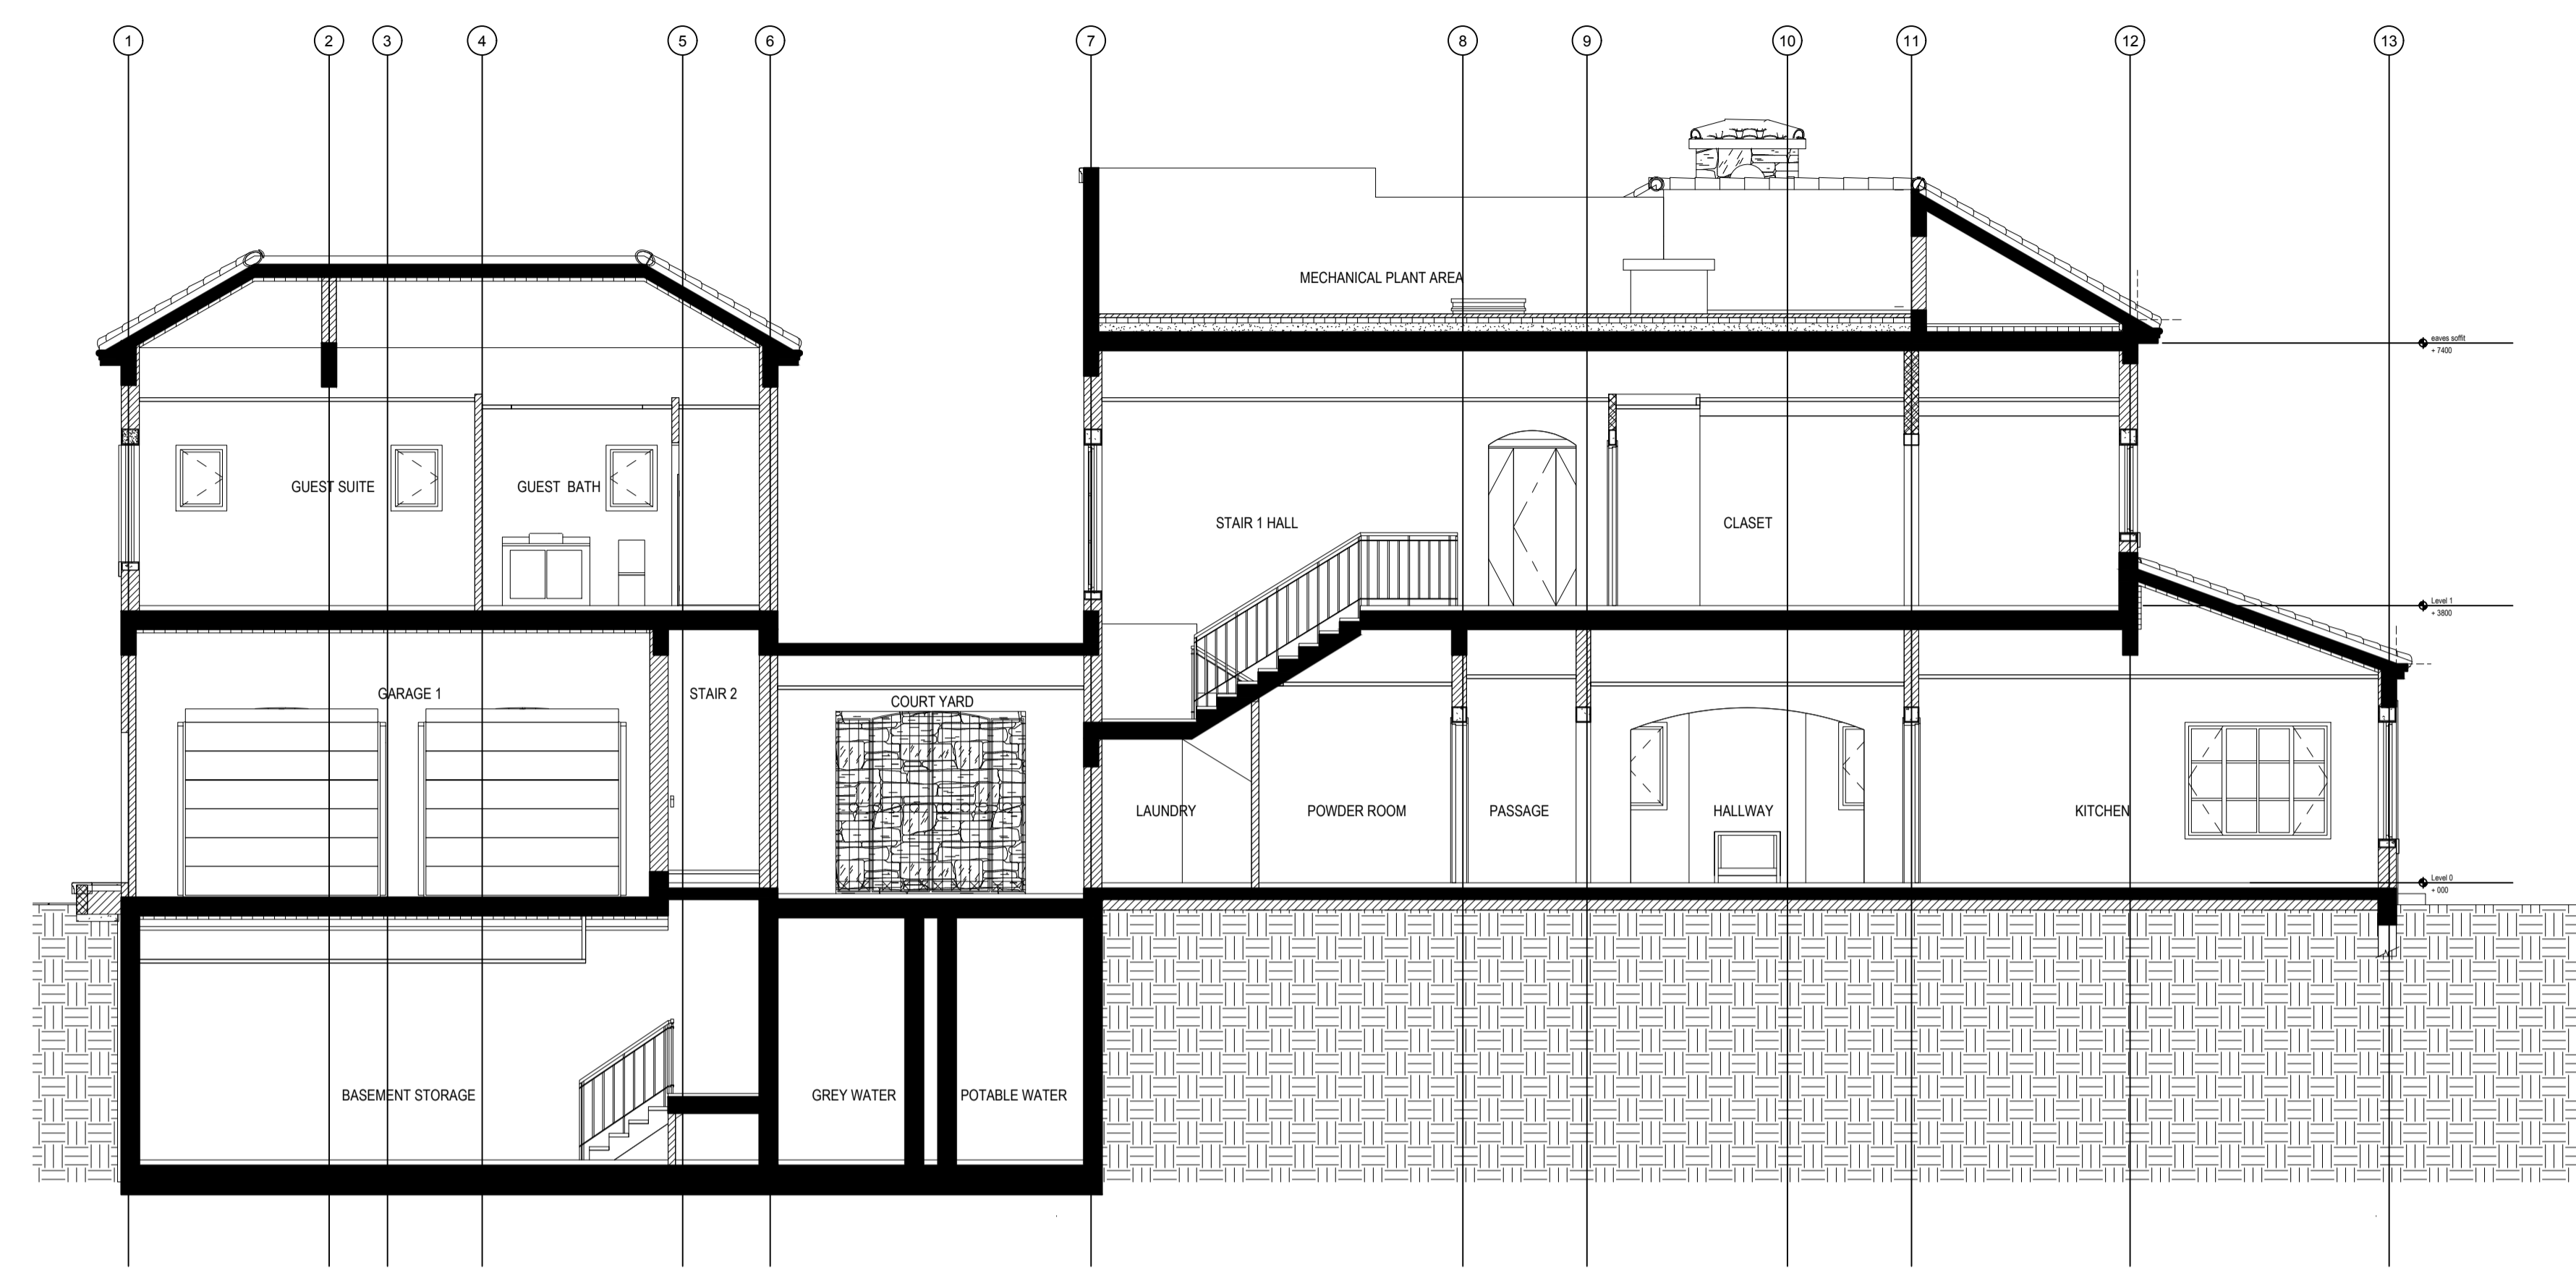 1 2 3 4 5 6 7 8 9 10 11 12 13
MECHANICAL PLANT AREA
eaves soffit
+ 7400
GUEST SUITE
GUEST BATH
STAIR 1 HALL
CLASET
Level 1
+ 3800
GARAGE 1
STAIR 2
COURT YARD
LAUNDRY
POWDER ROOM
PASSAGE
HALLWAY
KITCHEN
Level 0
+ 000
BASEMENT STORAGE
GREY WATER
POTABLE WATER